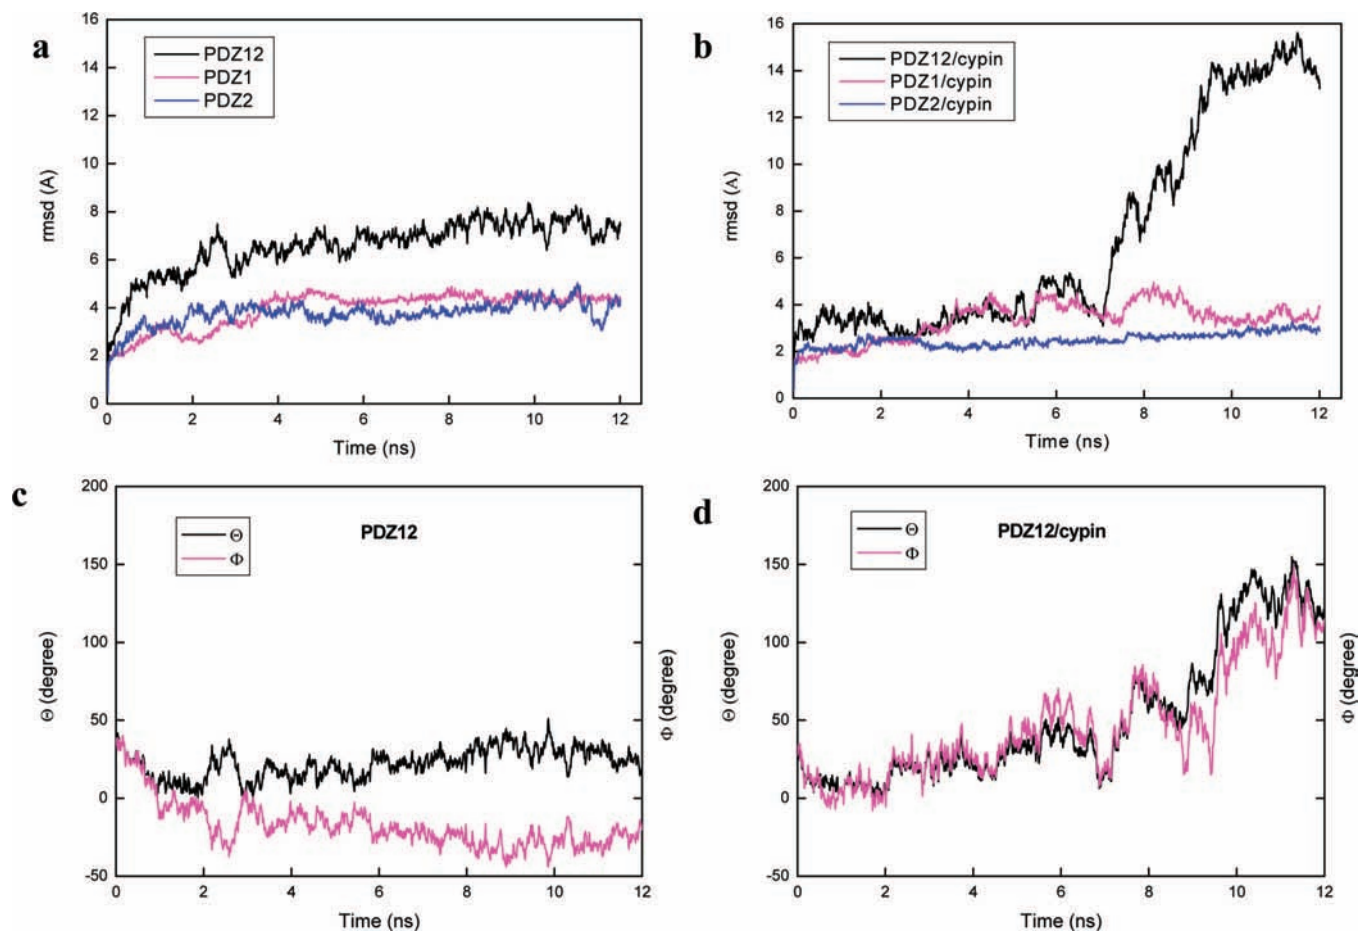 a
PDZ12
PDZ1
PDZ2
16
14
12
10
8
6
4
2
0
rmsd (A)
0 2 4 6 8 10 12
Time (ns)
b
PDZ12/cypin
PDZ1/cypin
PDZ2/cypin
16
14
12
10
8
6
4
2
0
rmsd (A)
0 2 4 6 8 10 12
Time (ns)
c
Θ
Φ
PDZ12
200
150
100
50
0
-50
Θ (degree)
Φ (degree)
0 2 4 6 8 10 12
Time (ns)
d
Θ
Φ
PDZ12/cypin
200
150
100
50
0
-50
Θ (degree)
Φ (degree)
0 2 4 6 8 10 12
Time (ns)